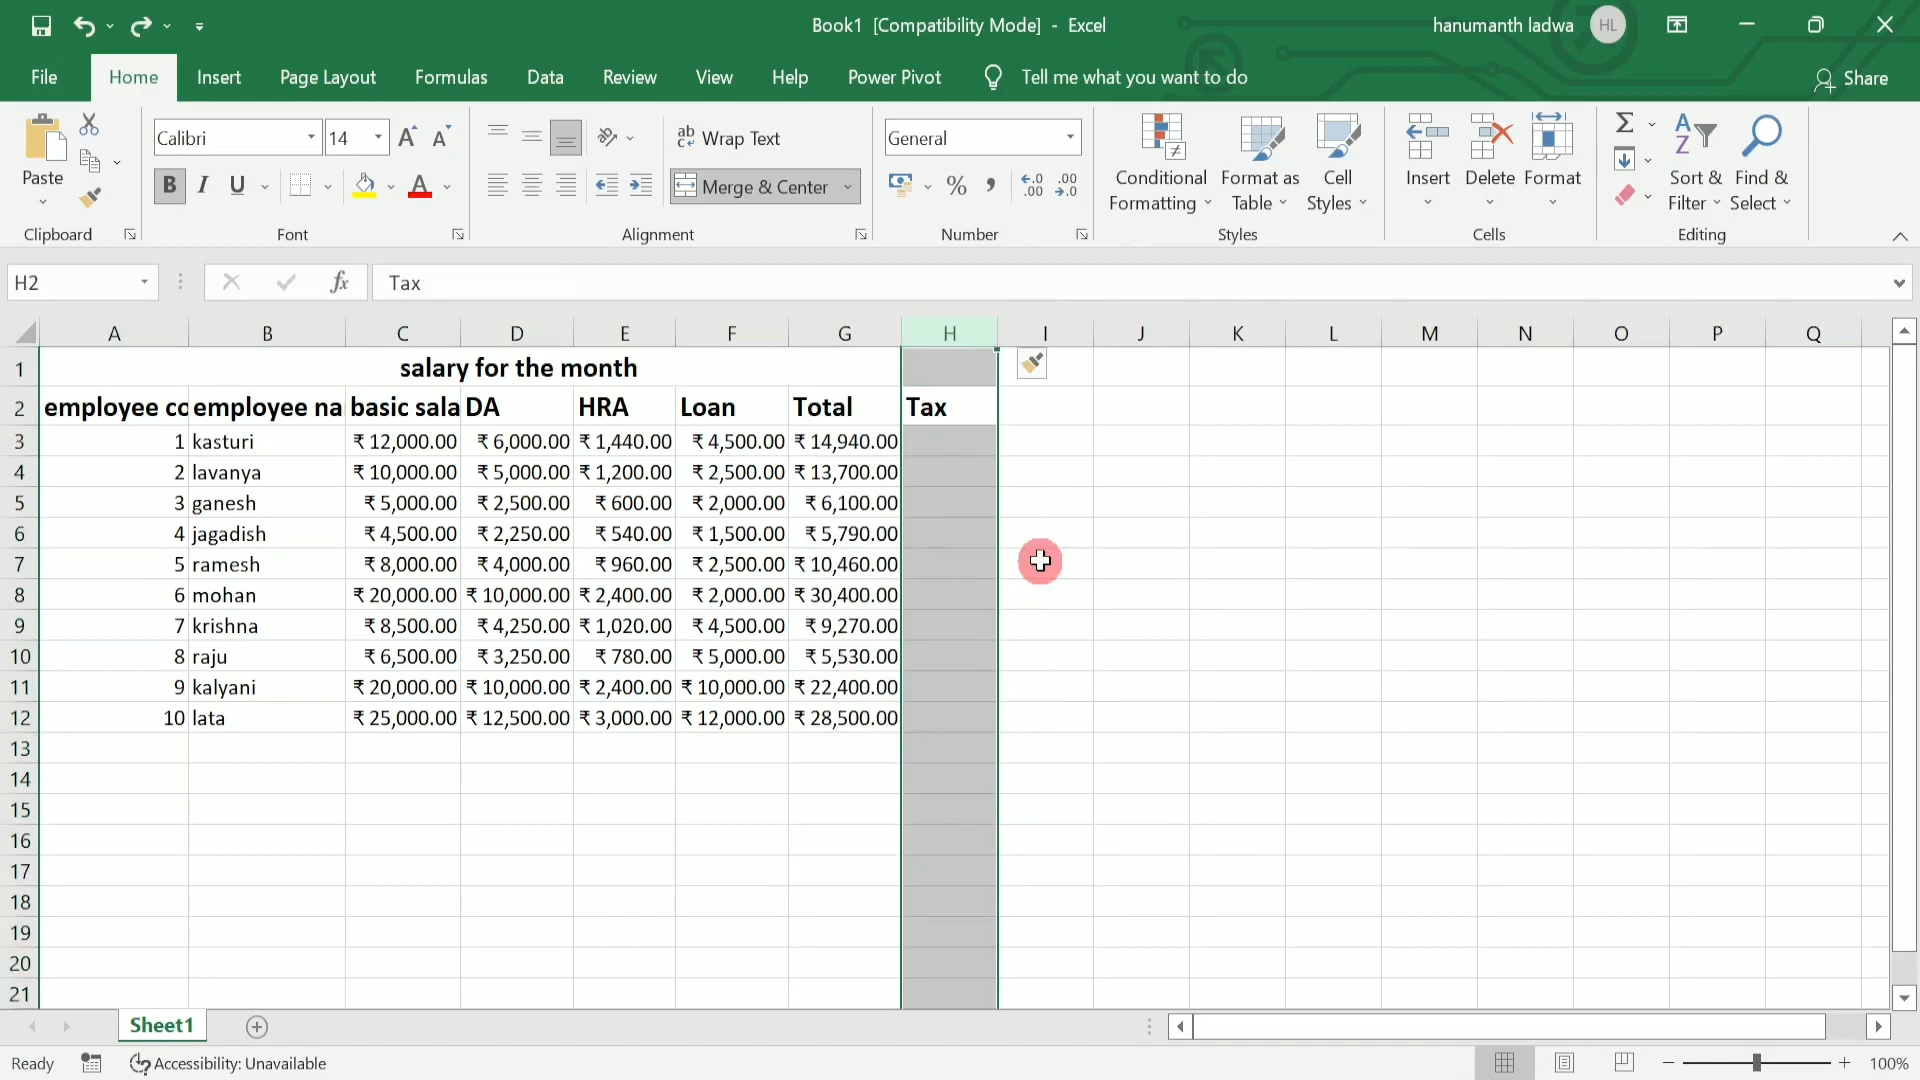 Book1 [Compatibility Mode] - Excel
hanumanth ladwa HL
File Home Insert Page Layout Formulas Data Review View Help Power Pivot Tell me what you want to do Share
Paste
Clipboard
Calibri 14
B I U A
Font
ab Wrap Text
Merge & Center
Alignment
General
% , .00 .00
Number
Conditional Formatting
Format as Table
Cell Styles
Styles
Insert Delete Format
Cells
Sort & Filter
Find & Select
Editing
H2 fx Tax
A B C D E F G H I J K L M N O P Q
1 salary for the month
2 employee co employee na basic sala DA HRA Loan Total Tax
3 1 kasturi ₹ 12,000.00 ₹ 6,000.00 ₹ 1,440.00 ₹ 4,500.00 ₹ 14,940.00
4 2 lavanya ₹ 10,000.00 ₹ 5,000.00 ₹ 1,200.00 ₹ 2,500.00 ₹ 13,700.00
5 3 ganesh ₹ 5,000.00 ₹ 2,500.00 ₹ 600.00 ₹ 2,000.00 ₹ 6,100.00
6 4 jagadish ₹ 4,500.00 ₹ 2,250.00 ₹ 540.00 ₹ 1,500.00 ₹ 5,790.00
7 5 ramesh ₹ 8,000.00 ₹ 4,000.00 ₹ 960.00 ₹ 2,500.00 ₹ 10,460.00
8 6 mohan ₹ 20,000.00 ₹ 10,000.00 ₹ 2,400.00 ₹ 2,000.00 ₹ 30,400.00
9 7 krishna ₹ 8,500.00 ₹ 4,250.00 ₹ 1,020.00 ₹ 4,500.00 ₹ 9,270.00
10 8 raju ₹ 6,500.00 ₹ 3,250.00 ₹ 780.00 ₹ 5,000.00 ₹ 5,530.00
11 9 kalyani ₹ 20,000.00 ₹ 10,000.00 ₹ 2,400.00 ₹ 10,000.00 ₹ 22,400.00
12 10 lata ₹ 25,000.00 ₹ 12,500.00 ₹ 3,000.00 ₹ 12,000.00 ₹ 28,500.00
13
14
15
16
17
18
19
20
21
Sheet1
Ready Accessibility: Unavailable 100%